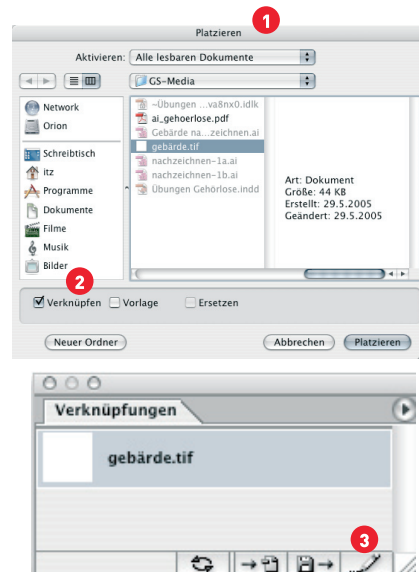 1
Platzieren
Aktivieren: Alle lesbaren Dokumente
GS-Media
Network
Orion
Schreibtisch
itz
Programme
Dokumente
Filme
Musik
Bilder
~Übungen ...va8nx0.idlk
ai_gehoerlose.pdf
Gebärde na...zeichnen.ai
gebärde.tif
nachzeichnen-1a.ai
nachzeichnen-1b.ai
Übungen Gehörlose.indd
Art: Dokument
Größe: 44 KB
Erstellt: 29.5.2005
Geändert: 29.5.2005
2
Verknüpfen Vorlage Ersetzen
Neuer Ordner Abbrechen Platzieren
Verknüpfungen
gebärde.tif
3